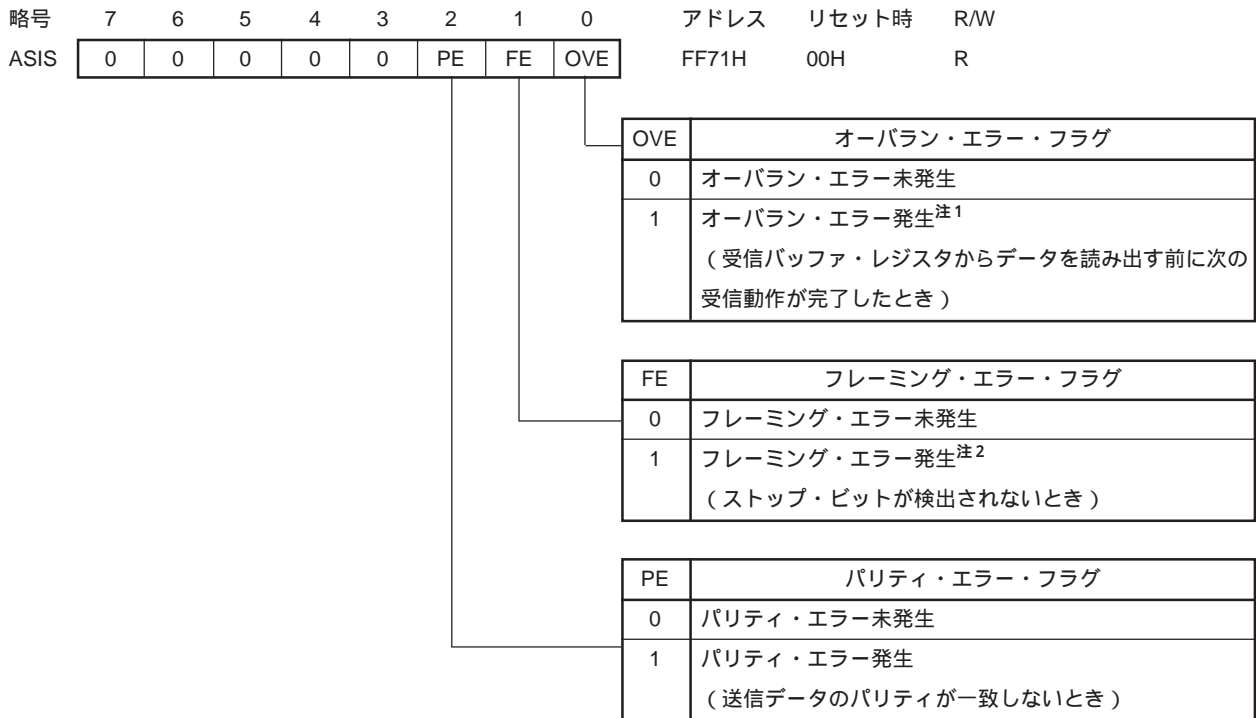 略号 7 6 5 4 3 2 1 0 アドレス リセット時 R/W
ASIS 0 0 0 0 0 PE FE OVE FF71H 00H R
OVE オーバラン・エラー・フラグ
0 オーバラン・エラー未発生
1 オーバラン・エラー発生注1
（受信バッファ・レジスタからデータを読み出す前に次の
受信動作が完了したとき）
FE フレーミング・エラー・フラグ
0 フレーミング・エラー未発生
1 フレーミング・エラー発生注2
（ストップ・ビットが検出されないとき）
PE パリティ・エラー・フラグ
0 パリティ・エラー未発生
1 パリティ・エラー発生
（送信データのパリティが一致しないとき）